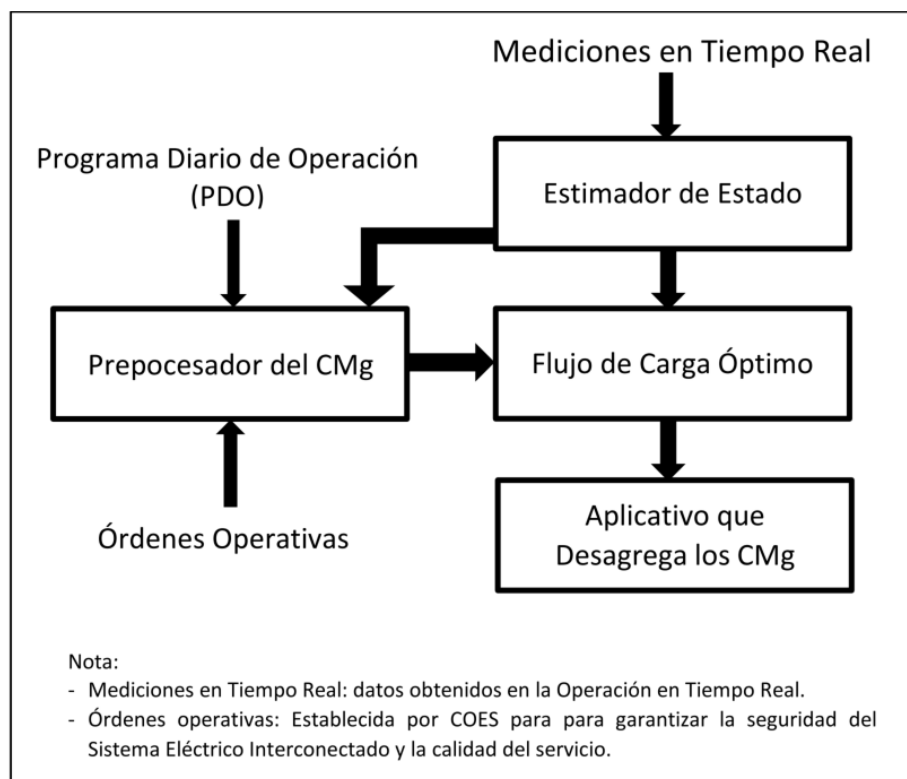 Mediciones en Tiempo Real
Programa Diario de Operación
(PDO)
Estimador de Estado
Prepocesador del CMg
Flujo de Carga Óptimo
Órdenes Operativas
Aplicativo que
Desagrega los CMg
Nota:
- Mediciones en Tiempo Real: datos obtenidos en la Operación en Tiempo Real.
- Órdenes operativas: Establecida por COES para para garantizar la seguridad del
Sistema Eléctrico Interconectado y la calidad del servicio.